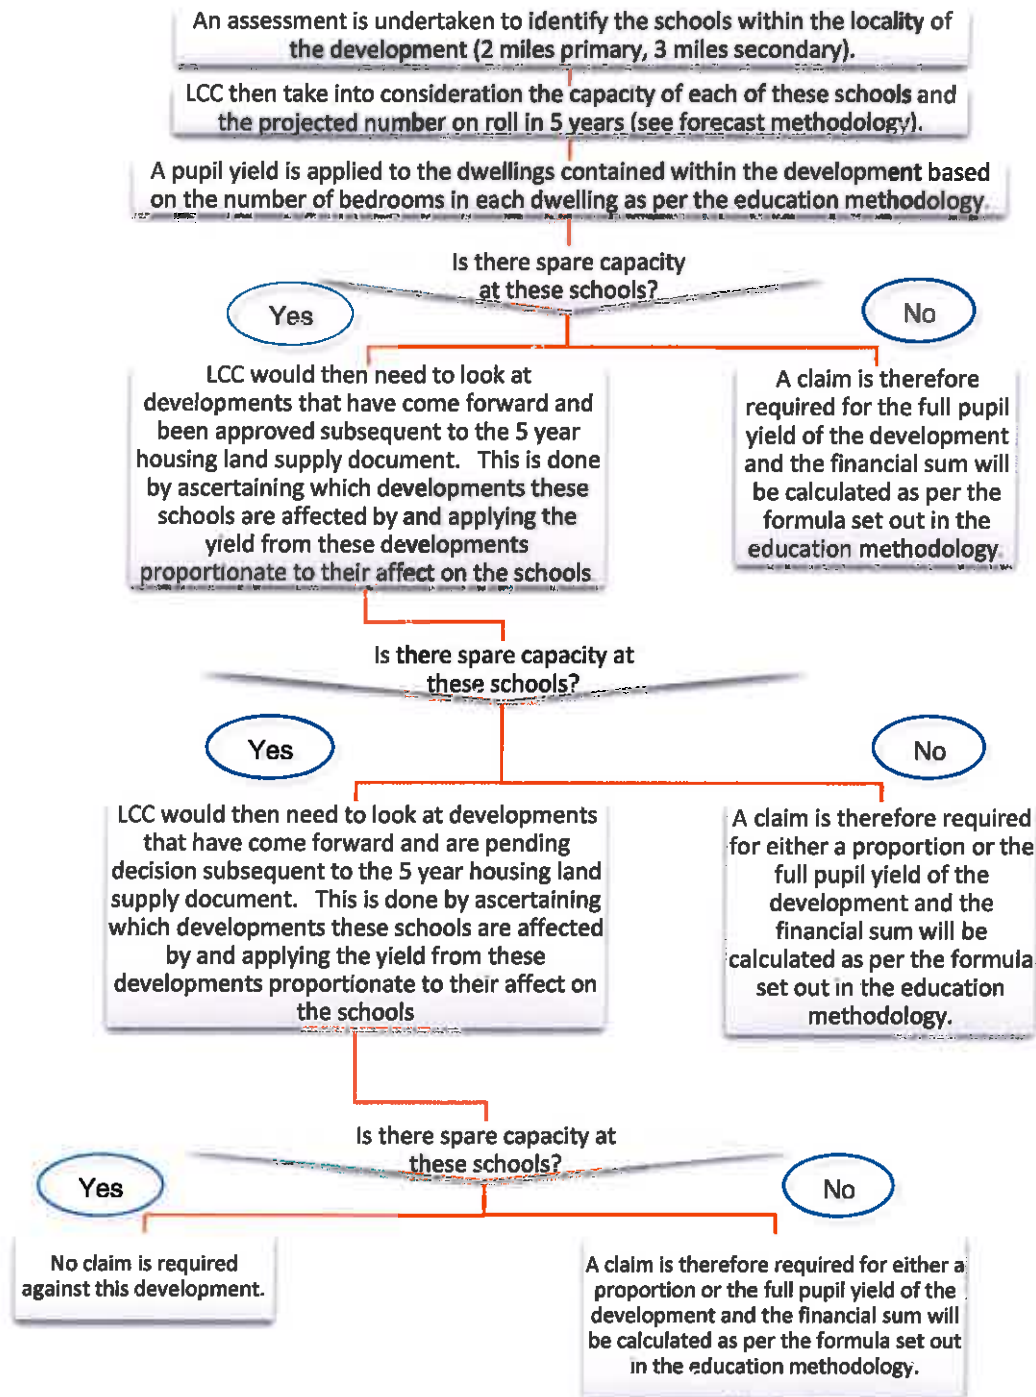 An assessment is undertaken to identify the schools within the locality of
the development (2 miles primary, 3 miles secondary).
LCC then take into consideration the capacity of each of these schools and
the projected number on roll in 5 years (see forecast methodology).
A pupil yield is applied to the dwellings contained within the development based
on the number of bedrooms in each dwelling as per the education methodology.
Is there spare capacity
at these schools?
Yes
No
LCC would then need to look at
developments that have come forward and
been approved subsequent to the 5 year
housing land supply document. This is done
by ascertaining which developments these
schools are affected by and applying the
yield from these developments
proportionate to their affect on the schools
A claim is therefore
required for the full pupil
yield of the development
and the financial sum will
be calculated as per the
formula set out in the
education methodology.
Is there spare capacity at
these schools?
Yes
No
LCC would then need to look at developments
that have come forward and are pending
decision subsequent to the 5 year housing land
supply document. This is done by ascertaining
which developments these schools are affected
by and applying the yield from these
developments proportionate to their affect on
the schools
A claim is therefore required
for either a proportion or the
full pupil yield of the
development and the
financial sum will be
calculated as per the formula
set out in the education
methodology.
Is there spare capacity at
these schools?
Yes
No
No claim is required
against this development.
A claim is therefore required for either a
proportion or the full pupil yield of the
development and the financial sum will
be calculated as per the formula set out
in the education methodology.